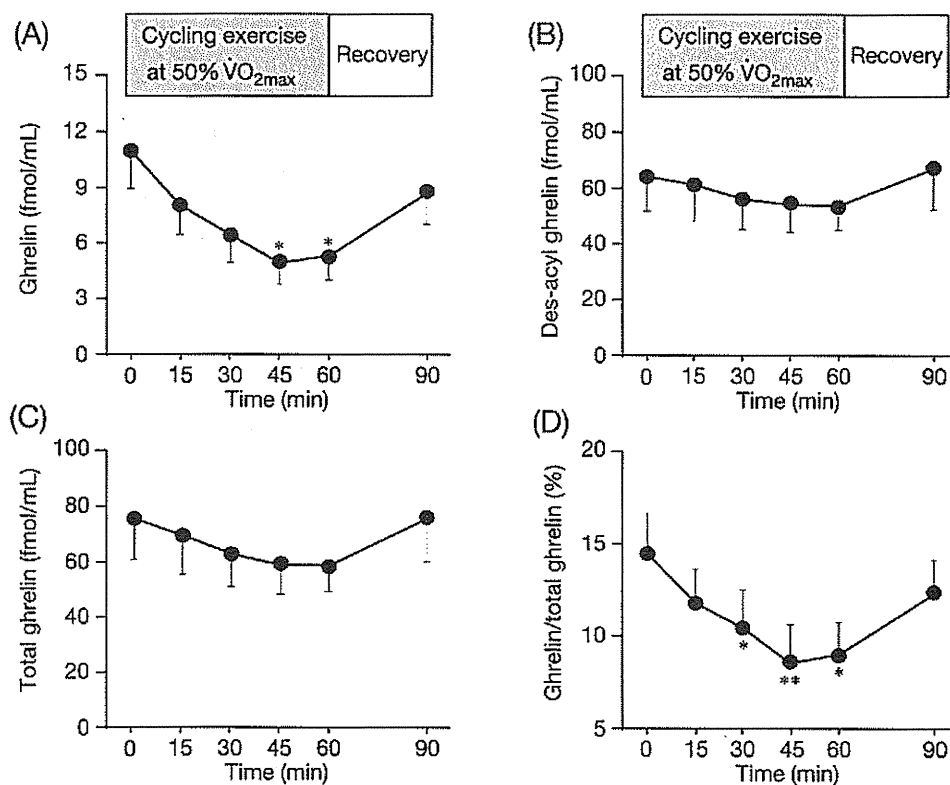 (A)
Cycling exercise
at 50% V̇O2max
Recovery
15
12
9
6
3
0
Ghrelin (fmol/mL)
* *
0 15 30 45 60 90
Time (min)
(B)
Cycling exercise
at 50% V̇O2max
Recovery
100
80
60
40
20
0
Des-acyl ghrelin (fmol/mL)
0 15 30 45 60 90
Time (min)
(C)
100
80
60
40
20
0
Total ghrelin (fmol/mL)
0 15 30 45 60 90
Time (min)
(D)
20
15
10
5
Ghrelin/total ghrelin (%)
* ** *
0 15 30 45 60 90
Time (min)